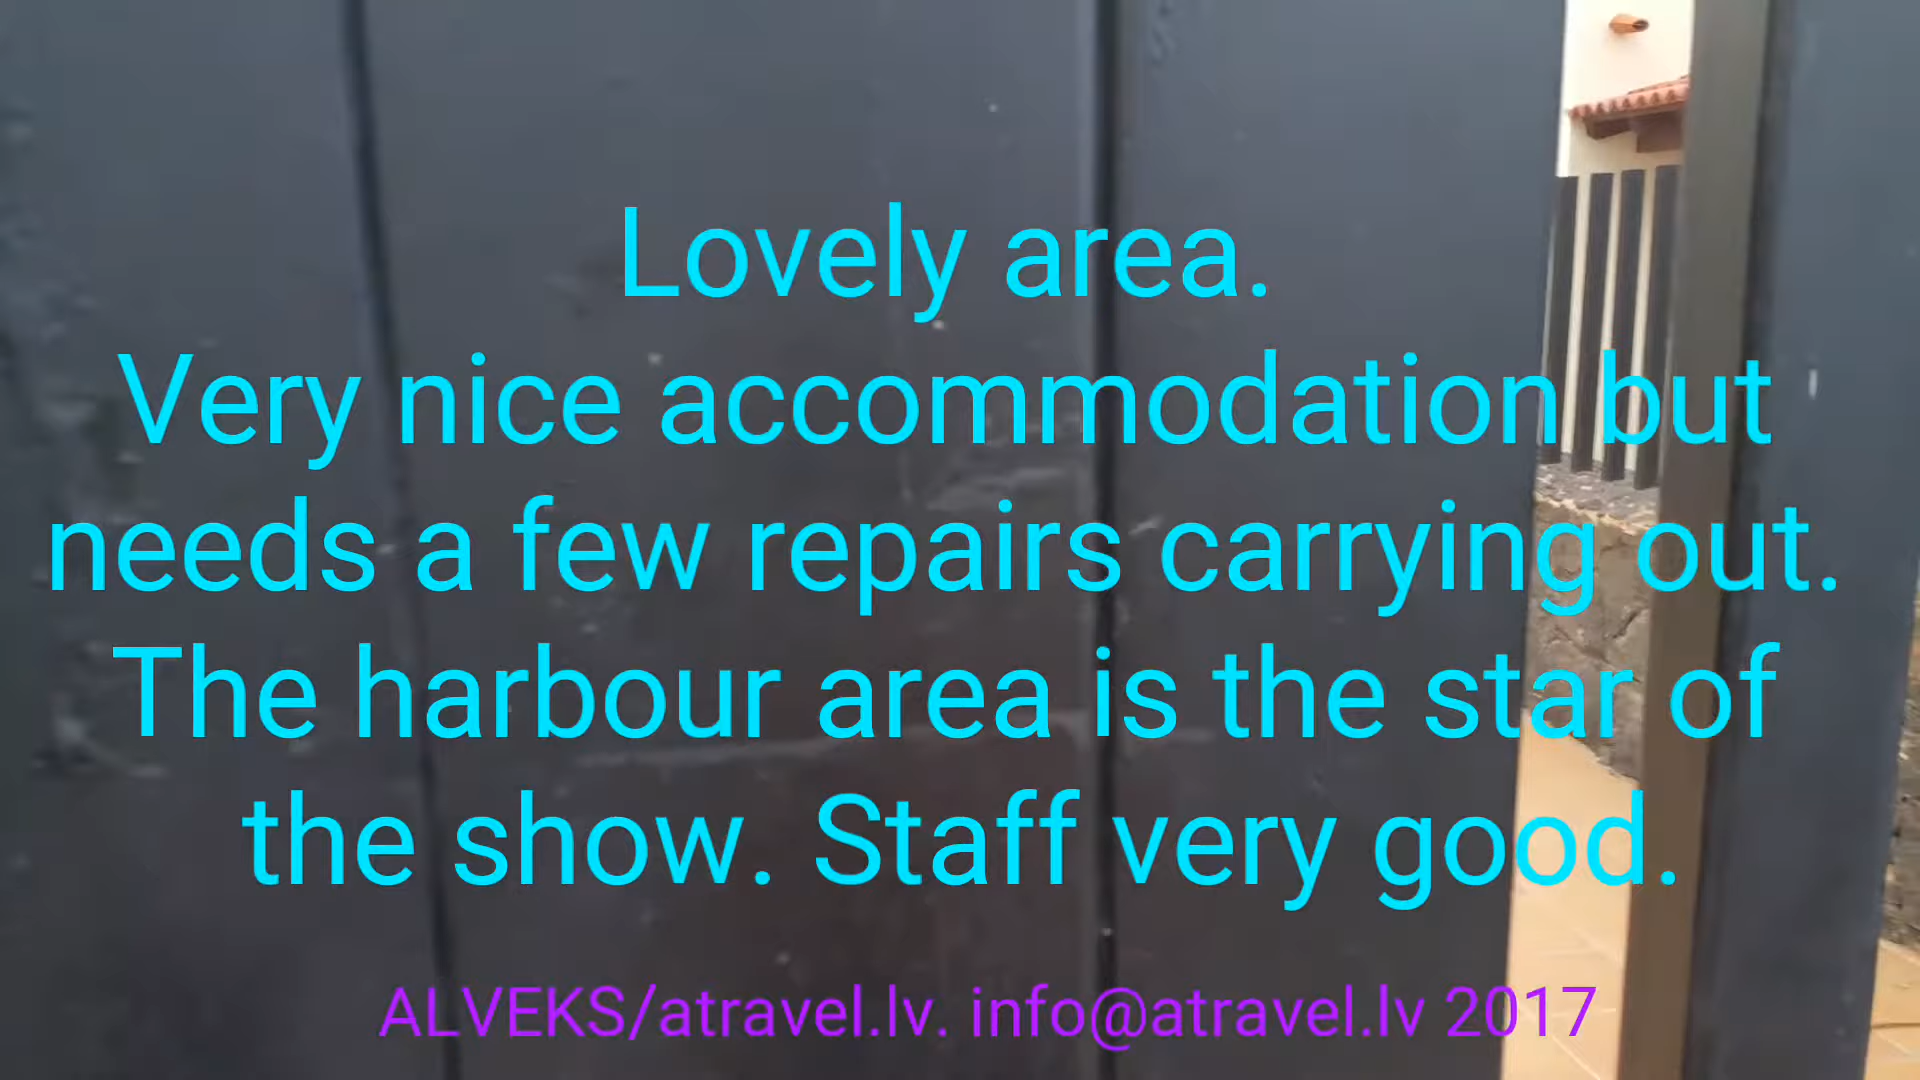 Lovely area.
Very nice accommodation but
needs a few repairs carrying out.
The harbour area is the star of
the show. Staff very good.
ALVEKS/atravel.lv. info@atravel.lv 2017